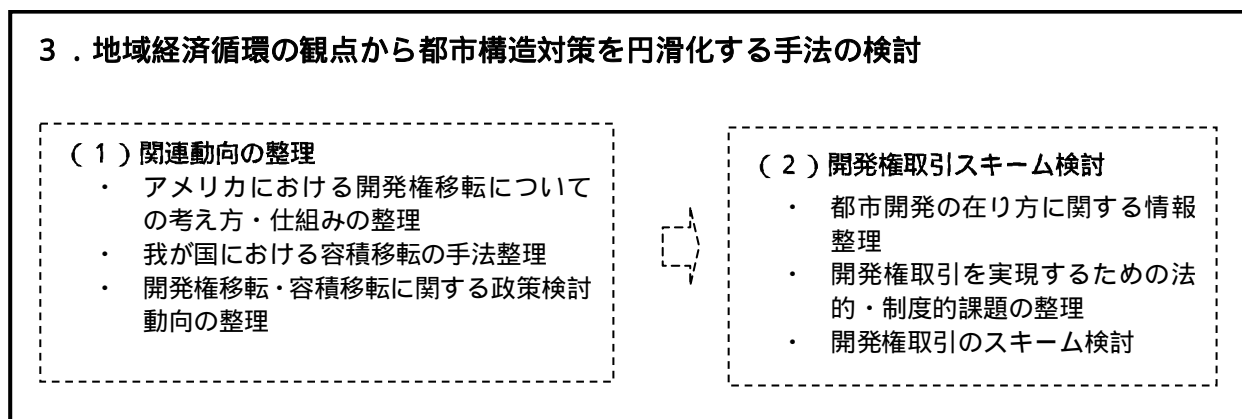 ３．地域経済循環の観点から都市構造対策を円滑化する手法の検討
（１）関連動向の整理
・ アメリカにおける開発権移転について
の考え方・仕組みの整理
・ 我が国における容積移転の手法整理
・ 開発権移転・容積移転に関する政策検討
動向の整理
（２）開発権取引スキーム検討
・ 都市開発の在り方に関する情報
整理
・ 開発権取引を実現するための法
的・制度的課題の整理
・ 開発権取引のスキーム検討